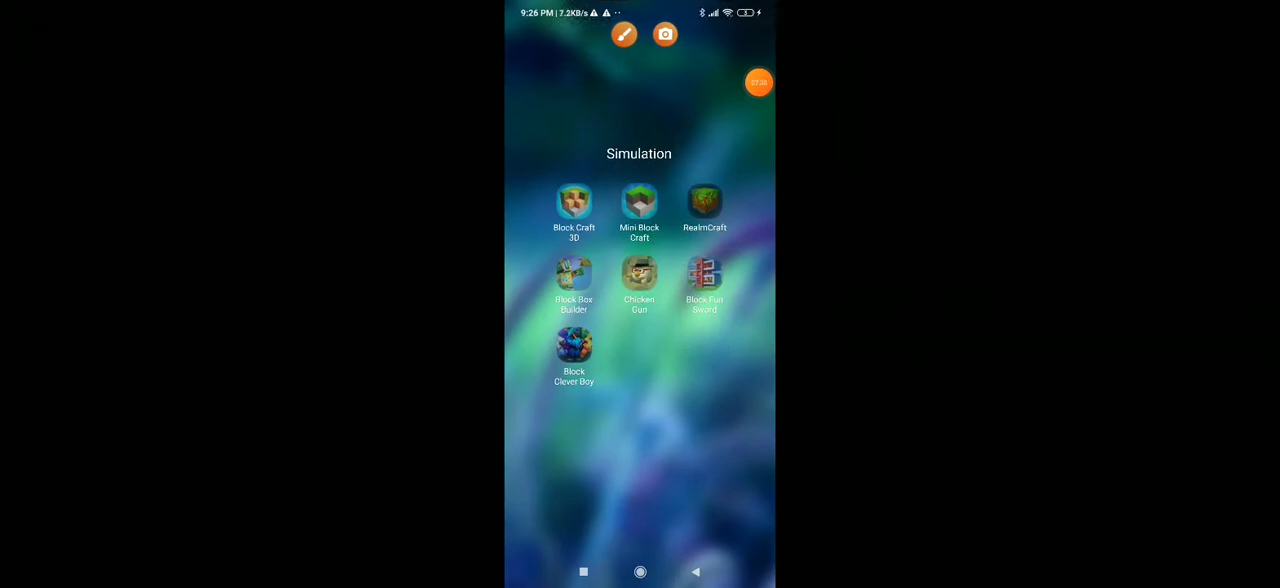 9:26 PM | 7.2KB/s
5
Simulation
Block Craft 3D
Mini Block Craft
RealmCraft
Block Box Builder
Chicken Gun
Block Fun Sword
Block Clever Boy